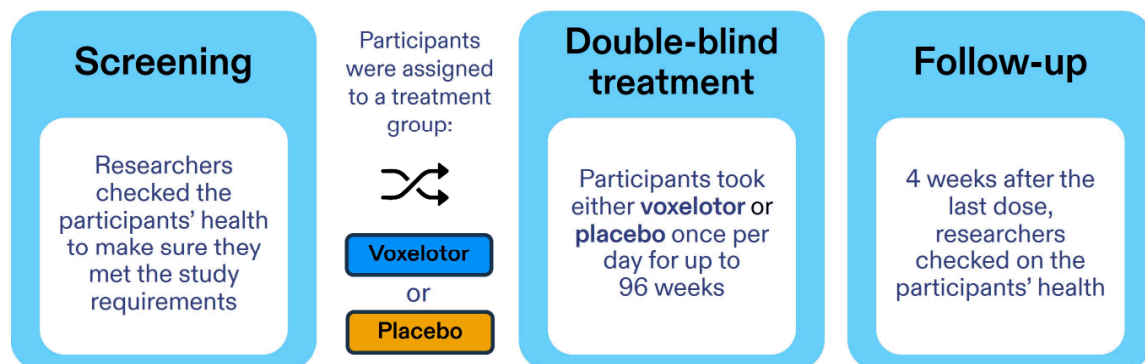 Screening
Researchers
checked the
participants’ health
to make sure they
met the study
requirements
Participants
were assigned
to a treatment
group:
Voxelotor
or
Placebo
Double-blind
treatment
Participants took
either voxelotor or
placebo once per
day for up to
96 weeks
Follow-up
4 weeks after the
last dose,
researchers
checked on the
participants’ health